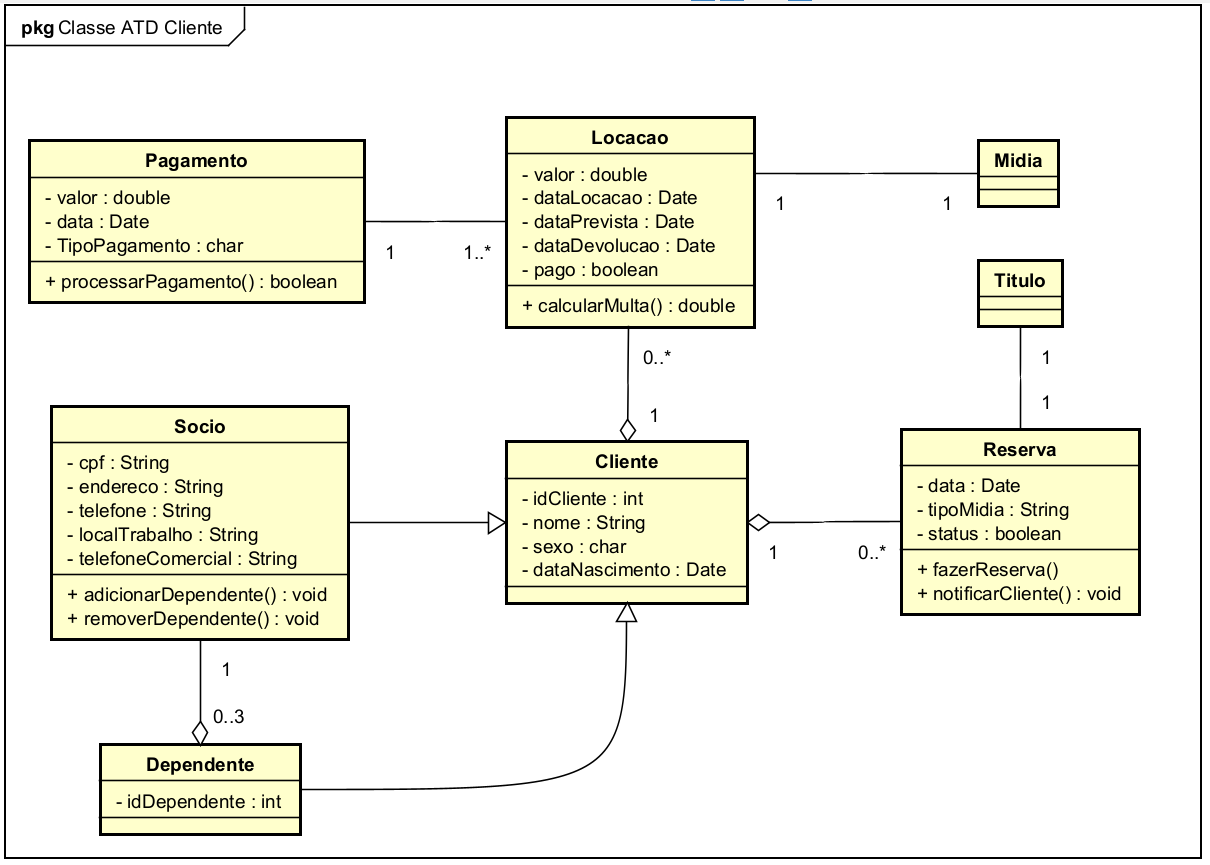 pkg Classe ATD Cliente
Pagamento
- valor : double
- data : Date
- TipoPagamento : char
+ processarPagamento() : boolean
1
1..*
Locacao
- valor : double
- dataLocacao : Date
- dataPrevista : Date
- dataDevolucao : Date
- pago : boolean
+ calcularMulta() : double
1
1
Midia
Titulo
1
1
0..*
1
Socio
- cpf : String
- endereco : String
- telefone : String
- localTrabalho : String
- telefoneComercial : String
+ adicionarDependente() : void
+ removerDependente() : void
Cliente
- idCliente : int
- nome : String
- sexo : char
- dataNascimento : Date
1
0..*
Reserva
- data : Date
- tipoMidia : String
- status : boolean
+ fazerReserva()
+ notificarCliente() : void
1
0..3
Dependente
- idDependente : int